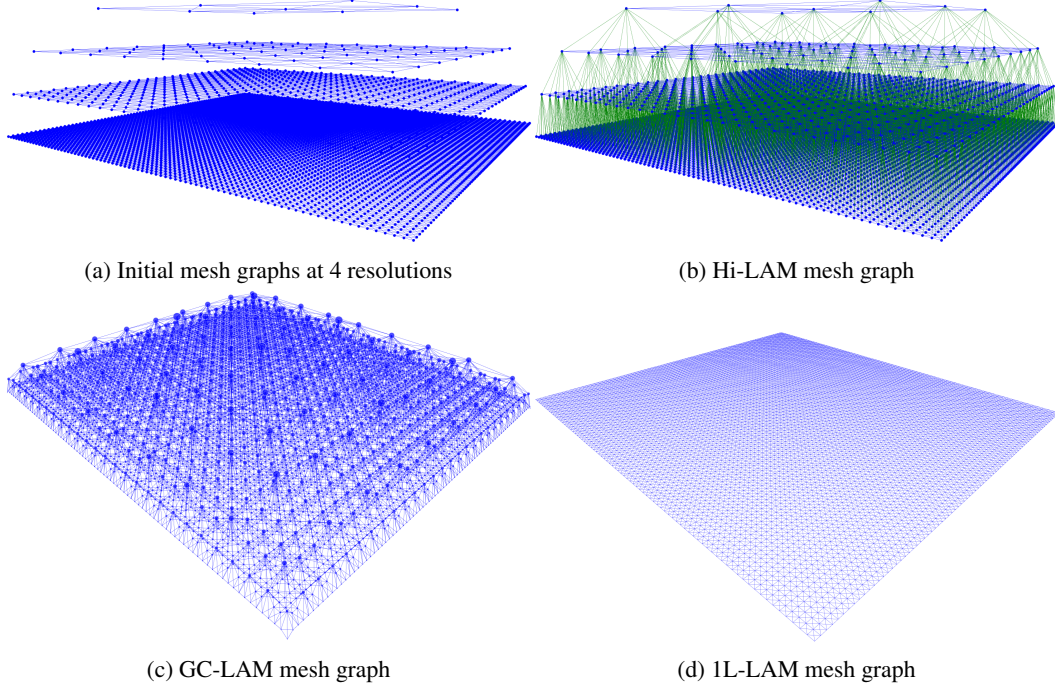 (a) Initial mesh graphs at 4 resolutions
(b) Hi-LAM mesh graph
(c) GC-LAM mesh graph
(d) 1L-LAM mesh graph